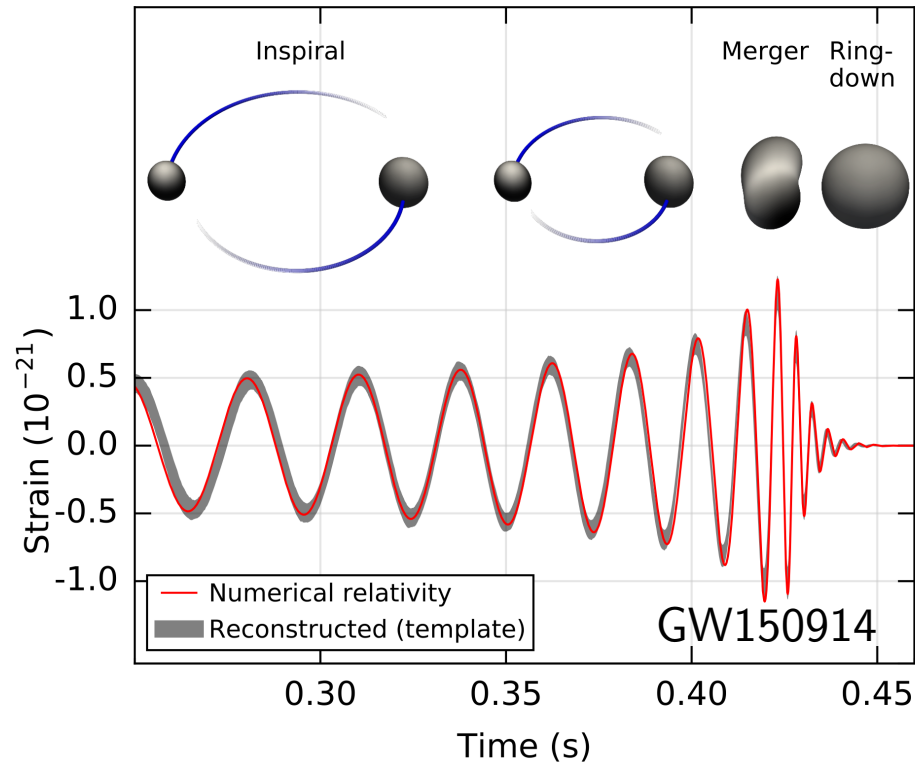 Inspiral
Merger
Ring-
down
1.0
0.5
0.0
-0.5
-1.0
Strain (10⁻²¹)
Numerical relativity
Reconstructed (template)
GW150914
0.30
0.35
0.40
0.45
Time (s)